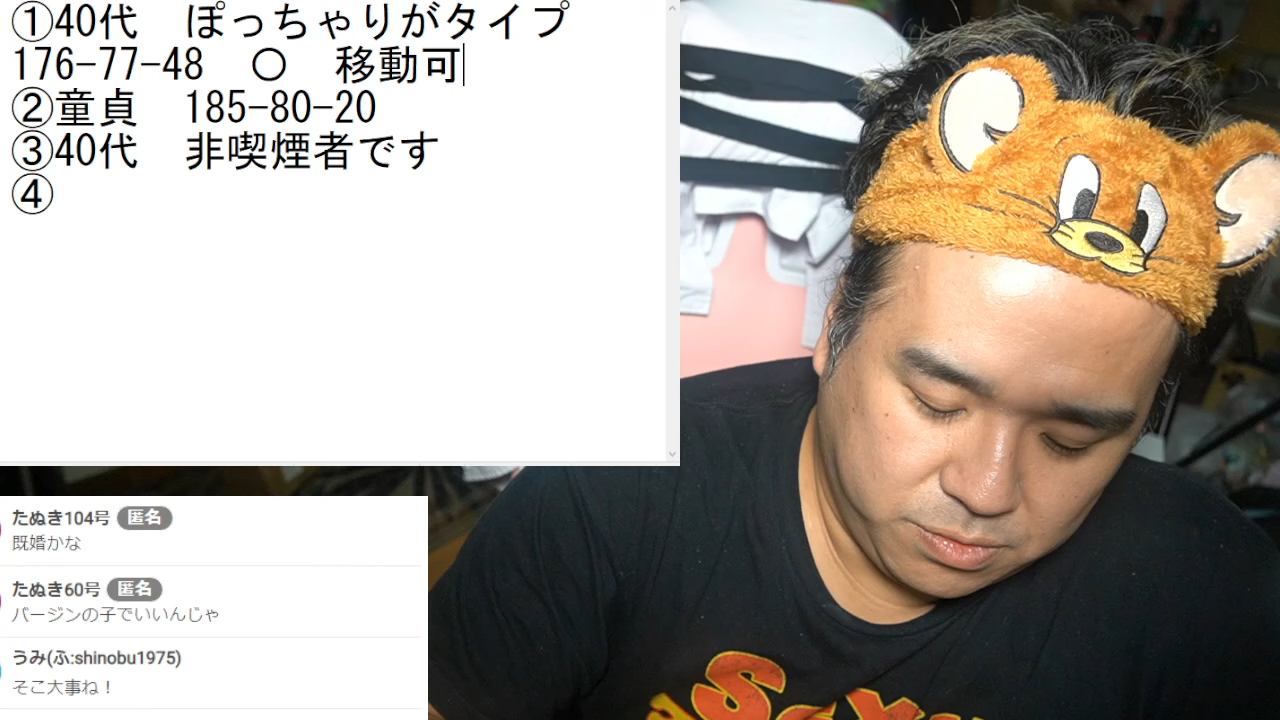 ①40代　ぽっちゃりがタイプ
176-77-48　〇　移動可
②童貞　185-80-20
③40代　非喫煙者です
④
たぬき104号 匿名
既婚かな
たぬき60号 匿名
バージンの子でいいんじゃ
うみ(ふ:shinobu1975)
そこ大事ね！